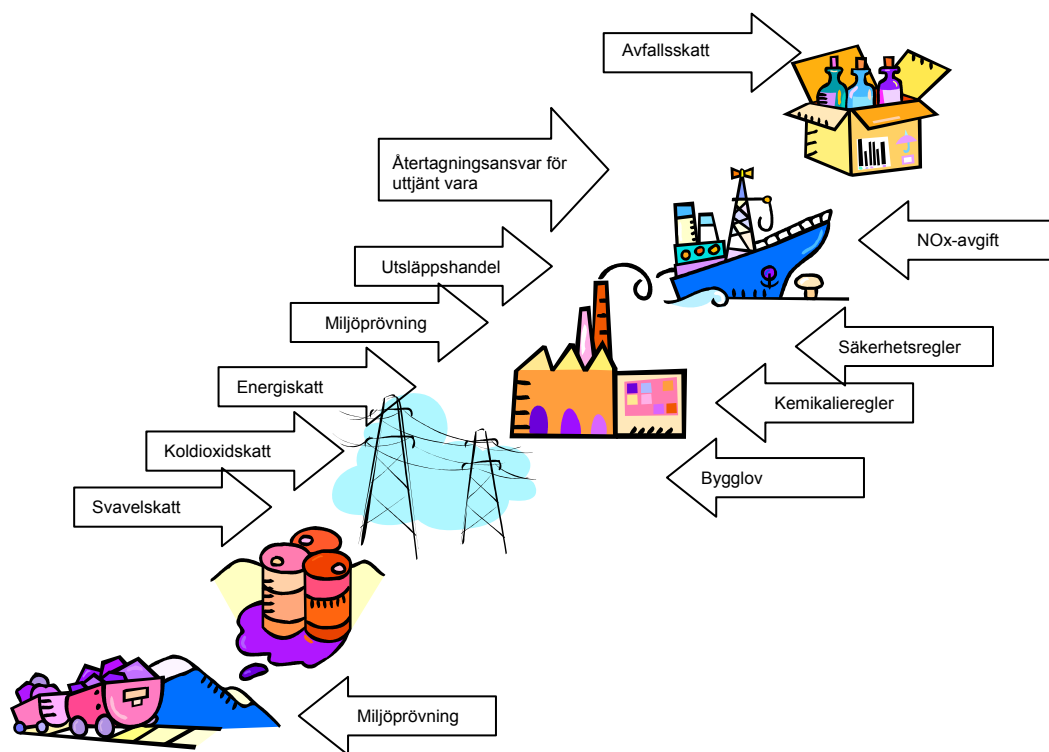 Avfallsskatt
Återtagningsansvar för
uttjänt vara
NOx-avgift
Utsläppshandel
Miljöprövning
Säkerhetsregler
Energiskatt
Kemikalieregler
Koldioxidskatt
Bygglov
Svavelskatt
Miljöprövning